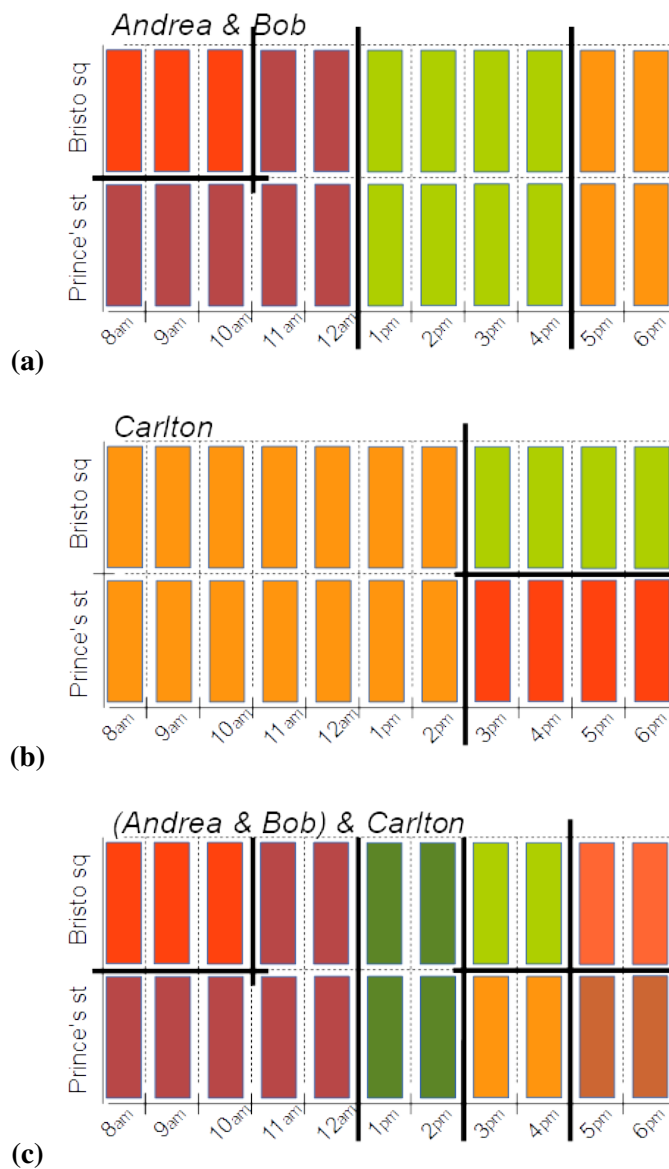 Andrea & Bob
Bristo sq
Prince's st
8am 9am 10am 11am 12am 1pm 2pm 3pm 4pm 5pm 6pm
(a)
Carlton
Bristo sq
Prince's st
8am 9am 10am 11am 12am 1pm 2pm 3pm 4pm 5pm 6pm
(b)
(Andrea & Bob) & Carlton
Bristo sq
Prince's st
8am 9am 10am 11am 12am 1pm 2pm 3pm 4pm 5pm 6pm
(c)